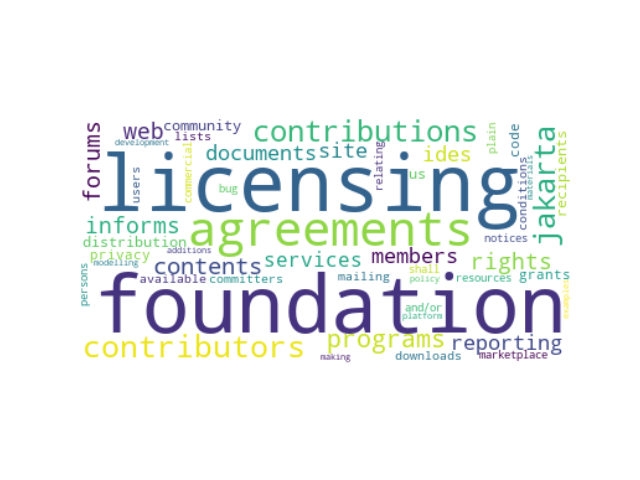 forums
web
community
lists
development
contributions
plain
code
jakarta
recipients
commercial
users
documents
site
relating
ides
us
bug
licensing
conditions
materials
informs
agreements
notices
distribution
additions
privacy
modelling
contents
services
members
rights
persons
available
committers
mailing
shall
policy
resources
grants
foundation
and/or
platform
examples
contributors
programs
reporting
making
downloads
marketplace